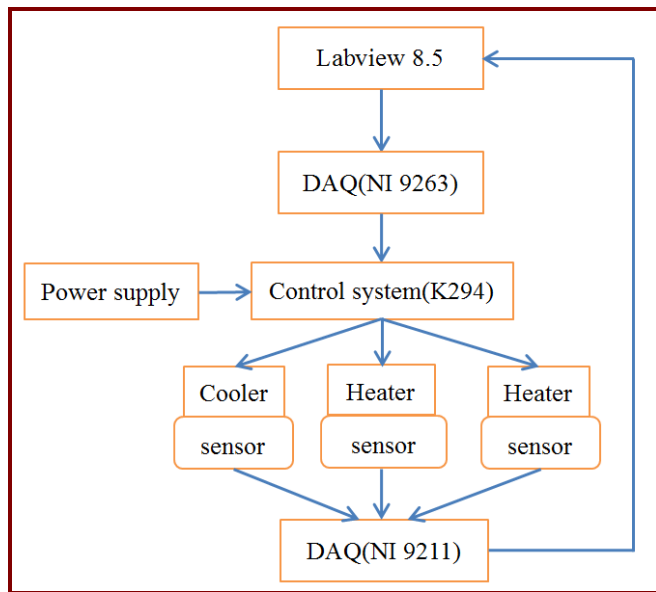 Labview 8.5
DAQ(NI 9263)
Power supply
Control system(K294)
Cooler
Heater
Heater
sensor
sensor
sensor
DAQ(NI 9211)